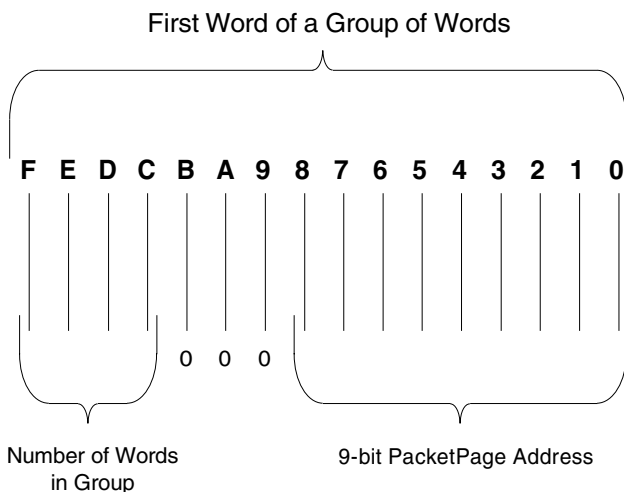 First Word of a Group of Words
F E D C B A 9 8 7 6 5 4 3 2 1 0
0 0 0
Number of Words
in Group
9-bit PacketPage Address